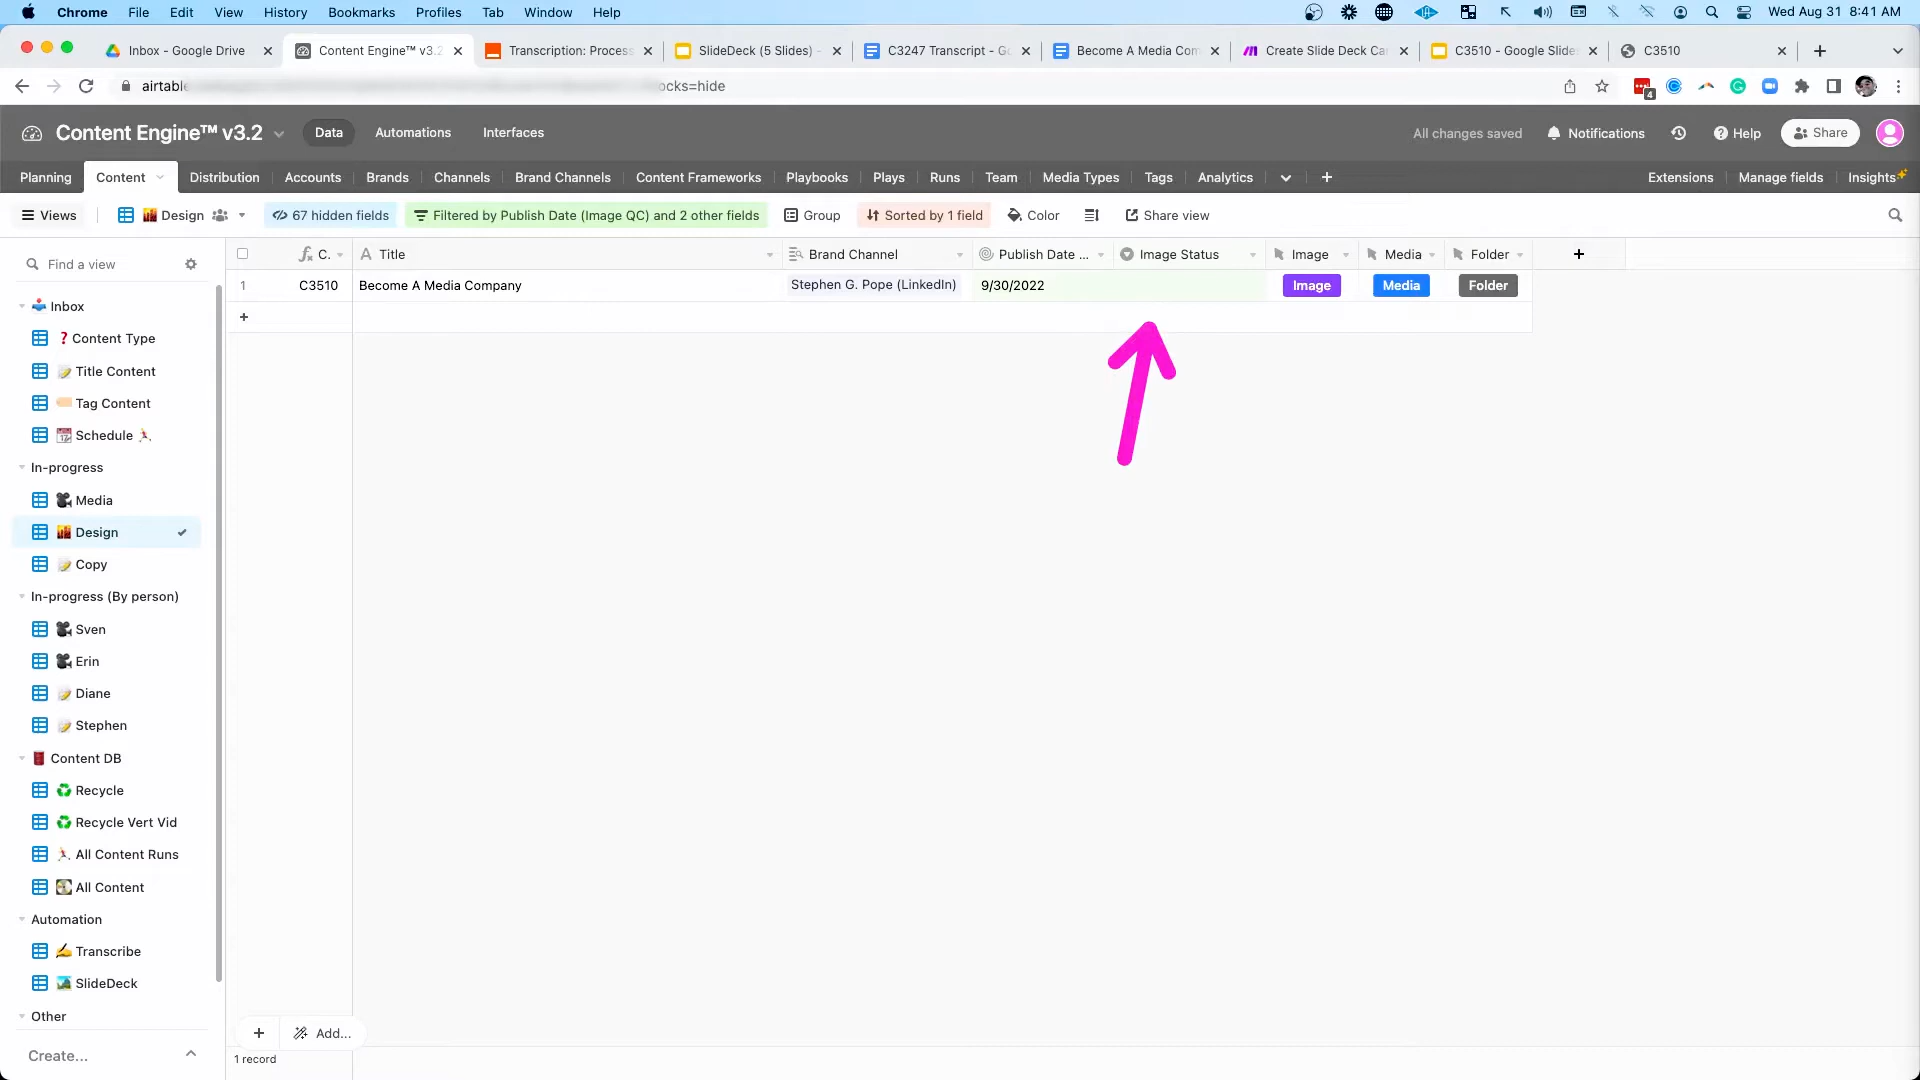 Chrome File Edit View History Bookmarks Profiles Tab Window Help Wed Aug 31 8:41 AM
Inbox - Google Drive Content Engine™ v3.2 Transcription: Process SlideDeck (5 Slides) - C3247 Transcript - Go Become A Media Com Create Slide Deck Ca C3510 - Google Slides C3510
airtable ocks=hide 4
Content Engine™ v3.2 Data Automations Interfaces All changes saved Notifications Help Share
Planning Content Distribution Accounts Brands Channels Brand Channels Content Frameworks Playbooks Plays Runs Team Media Types Tags Analytics Extensions Manage fields Insights
Views Design 67 hidden fields Filtered by Publish Date (Image QC) and 2 other fields Group Sorted by 1 field Color Share view
Find a view
C. Title Brand Channel Publish Date ... Image Status Image Media Folder
1 C3510 Become A Media Company Stephen G. Pope (LinkedIn) 9/30/2022 Image Media Folder
Inbox
Content Type
Title Content
Tag Content
Schedule
In-progress
Media
Design
Copy
In-progress (By person)
Sven
Erin
Diane
Stephen
Content DB
Recycle
Recycle Vert Vid
All Content Runs
All Content
Automation
Transcribe
SlideDeck
Other
Create...
Add...
1 record